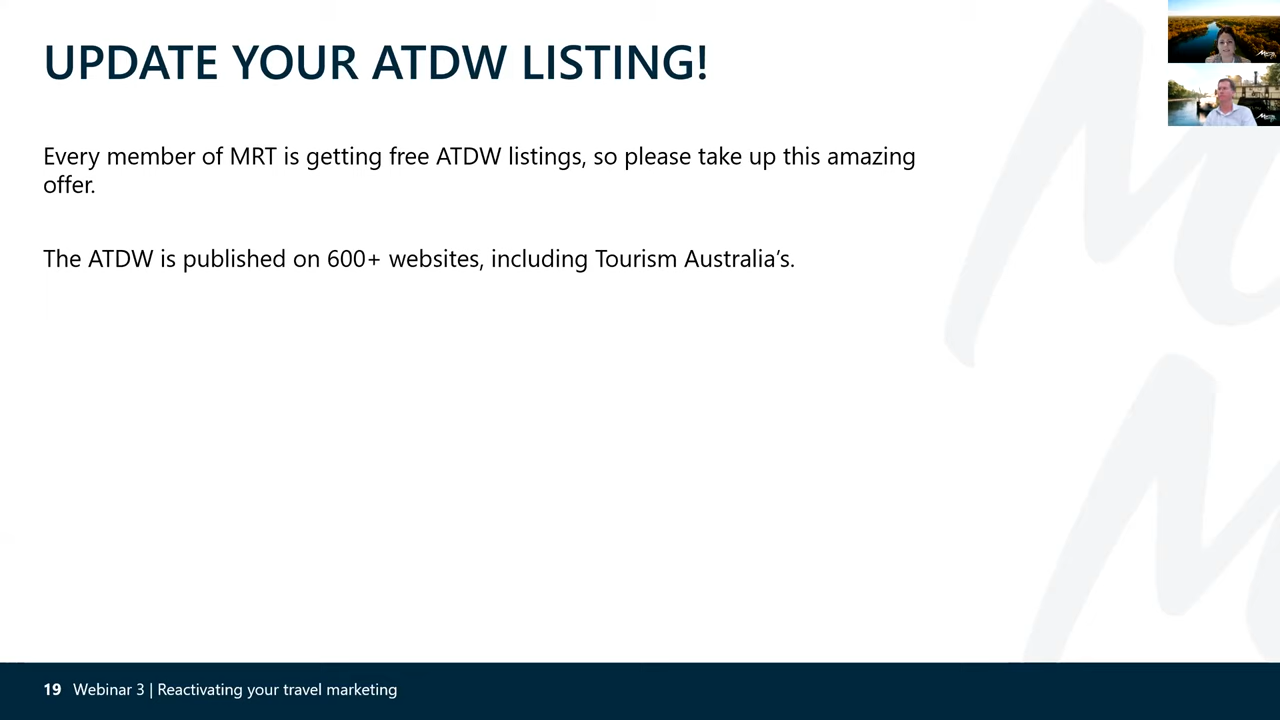 UPDATE YOUR ATDW LISTING!
Every member of MRT is getting free ATDW listings, so please take up this amazing
offer.
The ATDW is published on 600+ websites, including Tourism Australia’s.
19 Webinar 3 | Reactivating your travel marketing